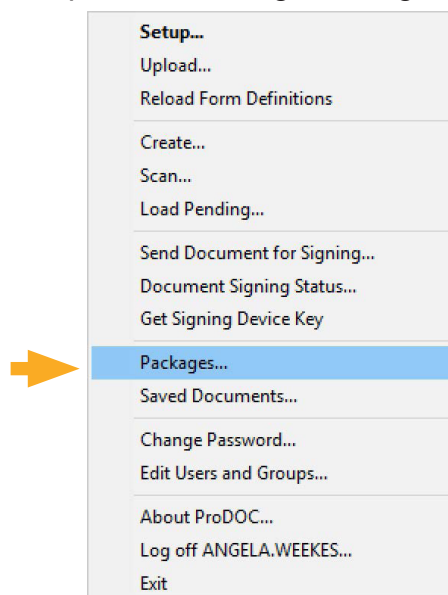 Setup...
Upload...
Reload Form Definitions
Create...
Scan...
Load Pending...
Send Document for Signing...
Document Signing Status...
Get Signing Device Key
Packages...
Saved Documents...
Change Password...
Edit Users and Groups...
About ProDOC...
Log off ANGELA.WEEKES...
Exit